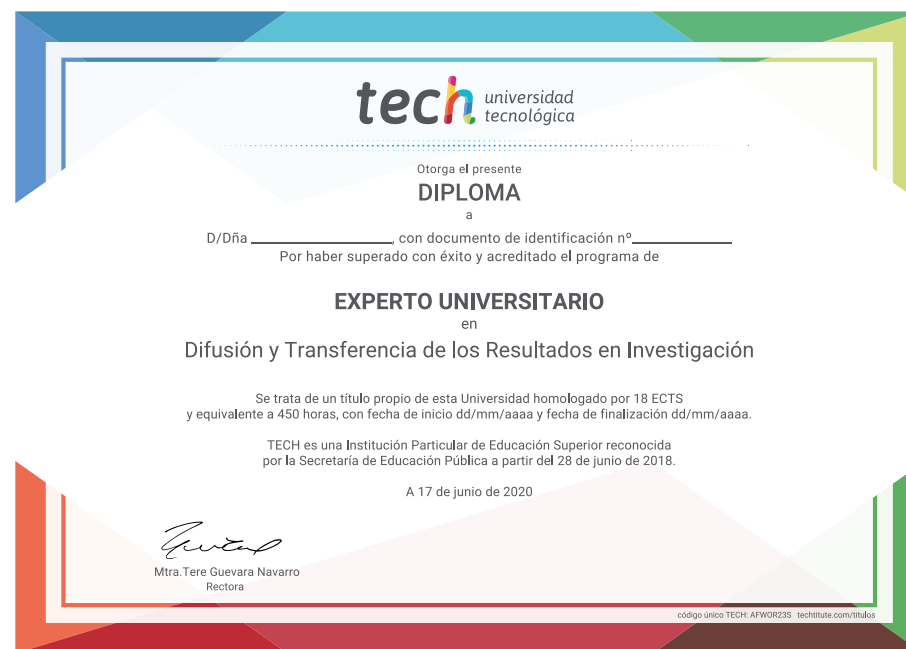 tech universidad
tecnológica
Otorga el presente
DIPLOMA
a
D/Dña ____________________, con documento de identificación nº______________
Por haber superado con éxito y acreditado el programa de
EXPERTO UNIVERSITARIO
en
Difusión y Transferencia de los Resultados en Investigación
Se trata de un título propio de esta Universidad homologado por 18 ECTS
y equivalente a 450 horas, con fecha de inicio dd/mm/aaaa y fecha de finalización dd/mm/aaaa.
TECH es una Institución Particular de Educación Superior reconocida
por la Secretaría de Educación Pública a partir del 28 de junio de 2018.
A 17 de junio de 2020
Mtra.Tere Guevara Navarro
Rectora
código único TECH: AFWOR23S techtitute.com/titulos